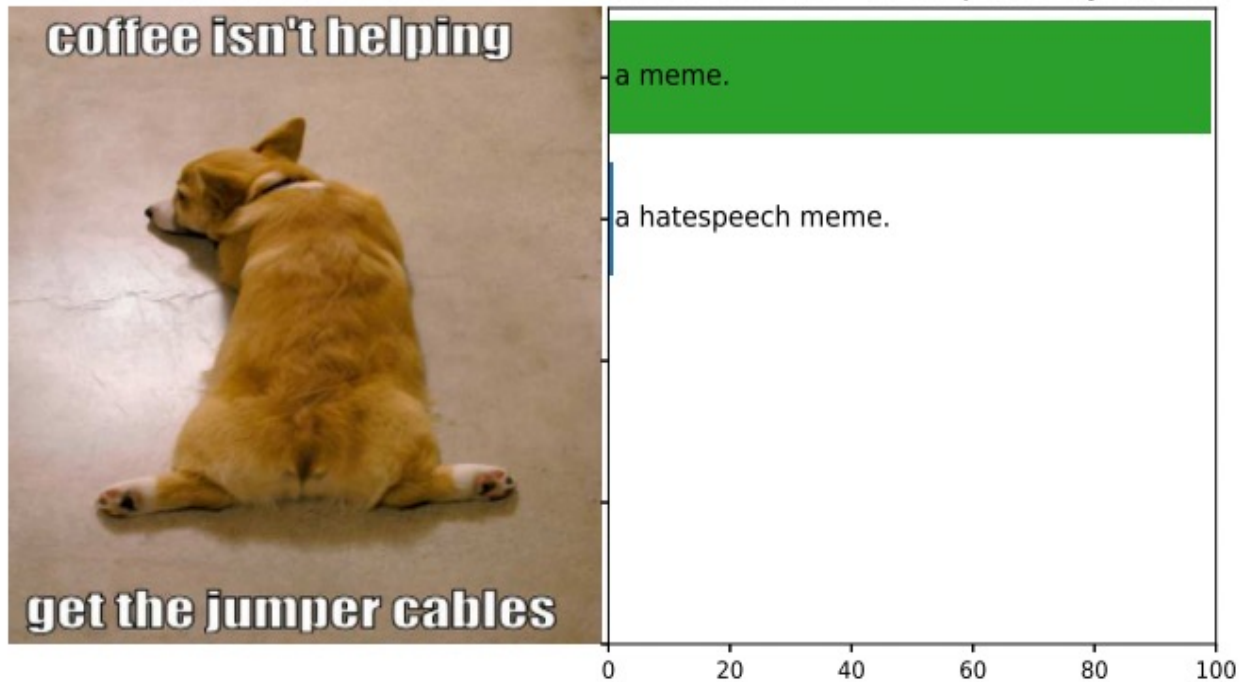 coffee isn't helping
get the jumper cables
a meme.
a hatespeech meme.
0 20 40 60 80 100